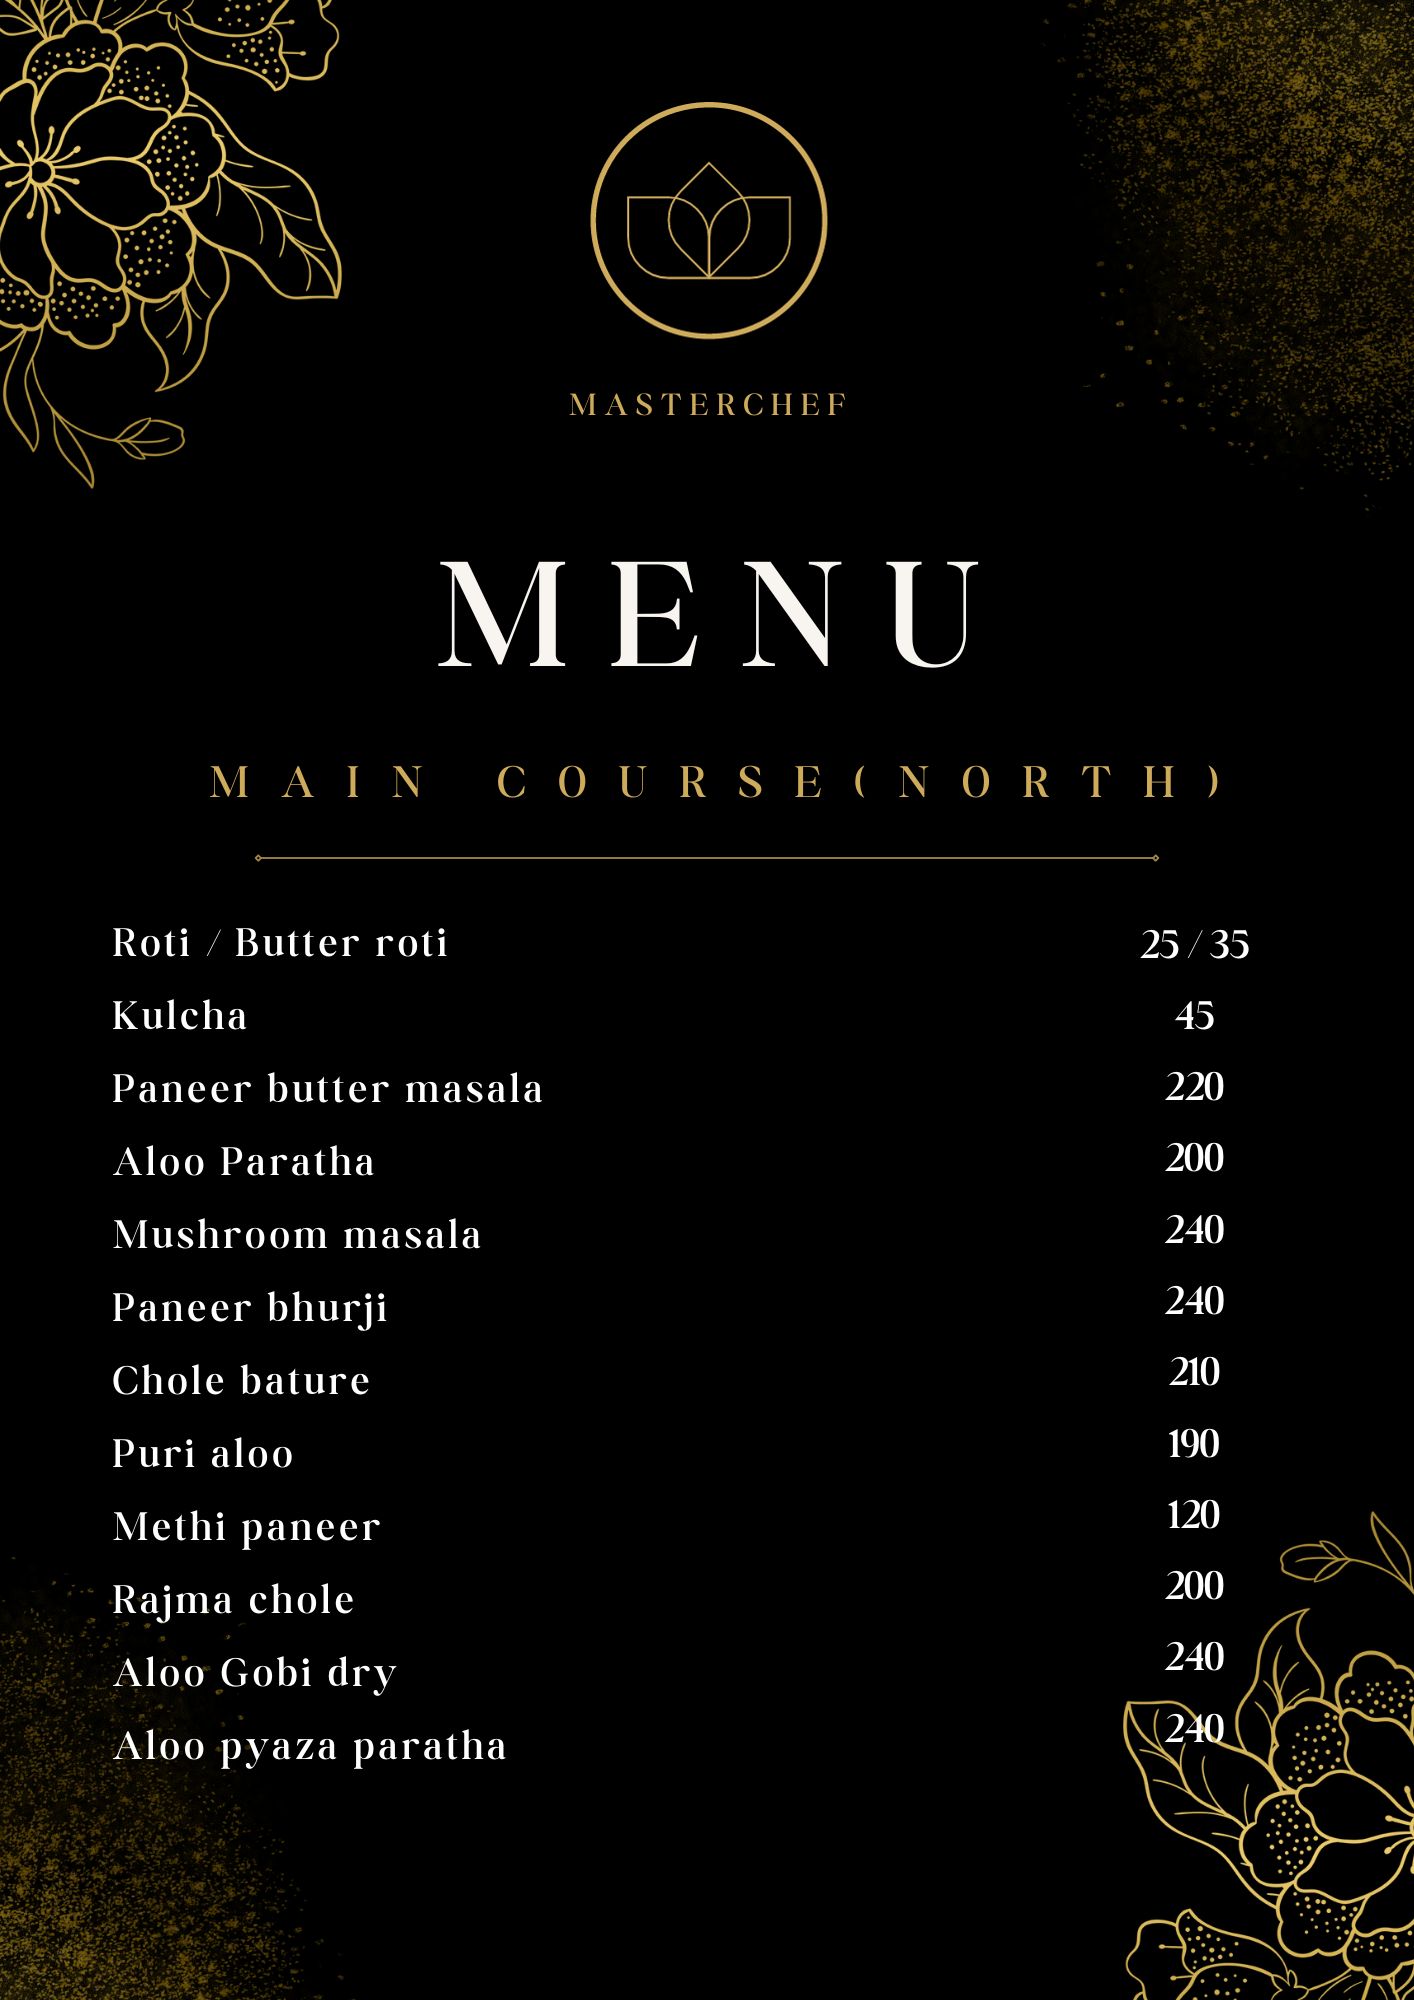 MASTERCHEF
MENU
MAIN COURSE(NORTH)
Roti / Butter roti 25 / 35
Kulcha 45
Paneer butter masala 220
Aloo Paratha 200
Mushroom masala 240
Paneer bhurji 240
Chole bature 210
Puri aloo 190
Methi paneer 120
Rajma chole 200
Aloo Gobi dry 240
Aloo pyaza paratha 240